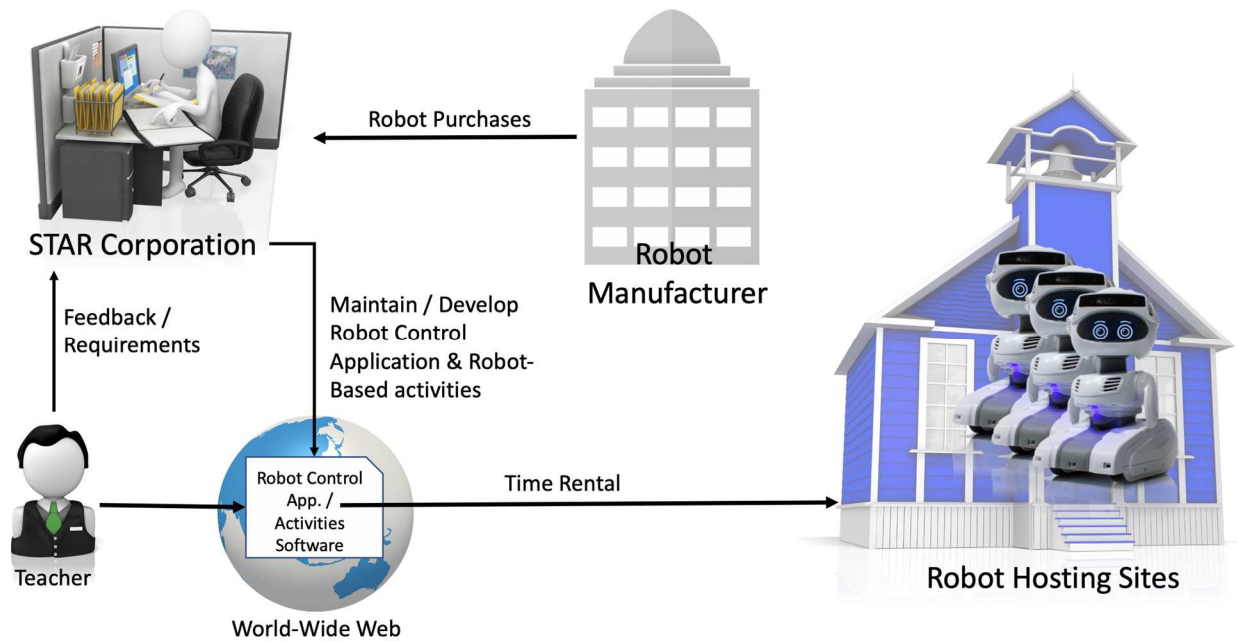 Robot Purchases
STAR Corporation
Robot
Manufacturer
Feedback /
Requirements
Maintain / Develop
Robot Control
Application & Robot-
Based activities
Robot Control
App. /
Activities
Software
Time Rental
Teacher
World-Wide Web
Robot Hosting Sites